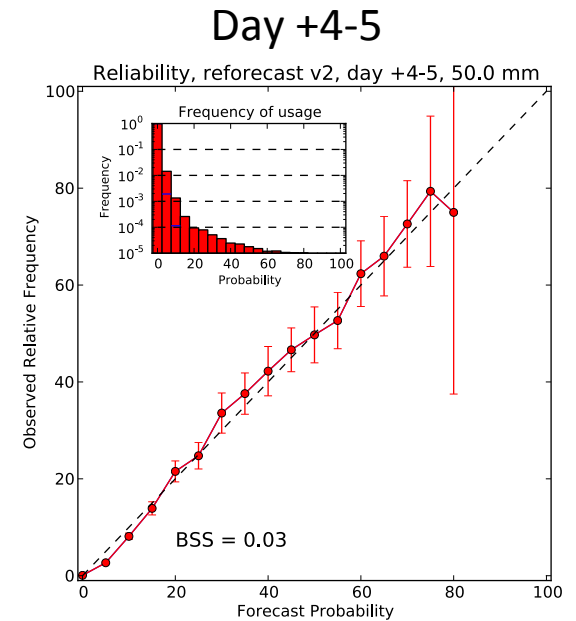 Day +4-5
Reliability, reforecast v2, day +4-5, 50.0 mm
Frequency of usage
10^0
10^-1
10^-2
10^-3
10^-4
10^-5
Frequency
0 20 40 60 80 100
Probability
100
80
60
40
20
0
Observed Relative Frequency
BSS = 0.03
0 20 40 60 80 100
Forecast Probability